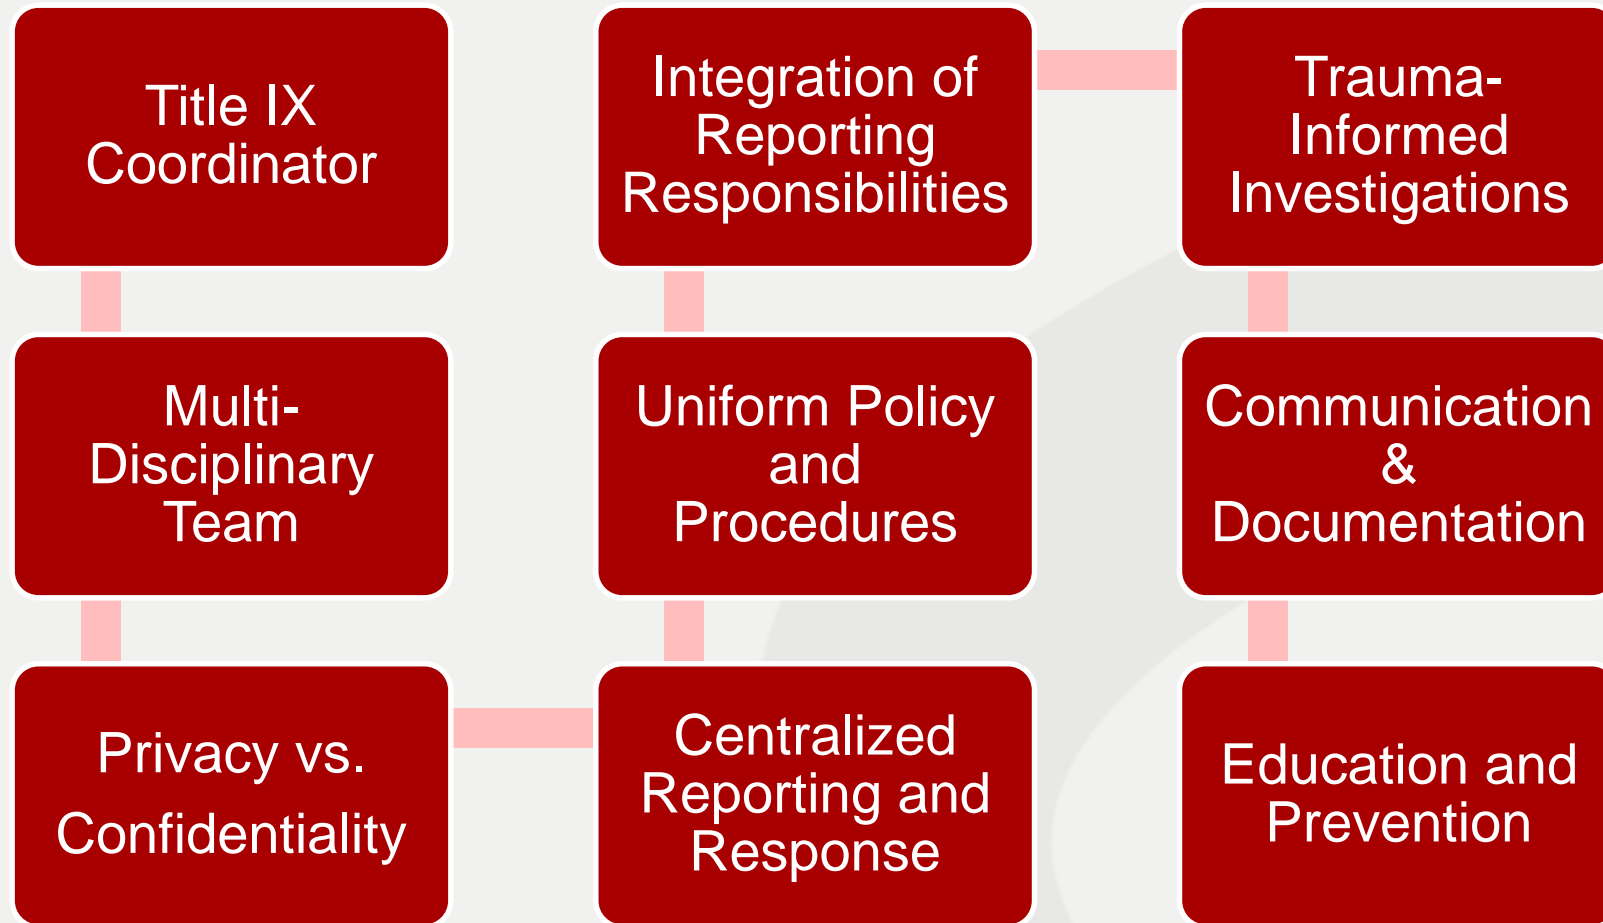 Title IX
Coordinator
Multi-
Disciplinary
Team
Privacy vs.
Confidentiality
Centralized
Reporting and
Response
Uniform Policy
and
Procedures
Integration of
Reporting
Responsibilities
Trauma-
Informed
Investigations
Communication
&
Documentation
Education and
Prevention